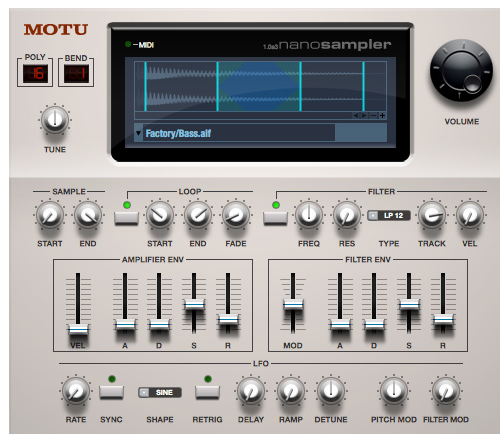 MOTU
POLY BEND
16 1
TUNE
MIDI 1.0a3 nanosampler
Factory/Bass.aif
VOLUME
SAMPLE LOOP FILTER
START END START END FADE FREQ RES LP 12 TYPE TRACK VEL
AMPLIFIER ENV FILTER ENV
VEL A D S R MOD A D S R
LFO
SINE
RATE SYNC SHAPE RETRIG DELAY RAMP DETUNE PITCH MOD FILTER MOD